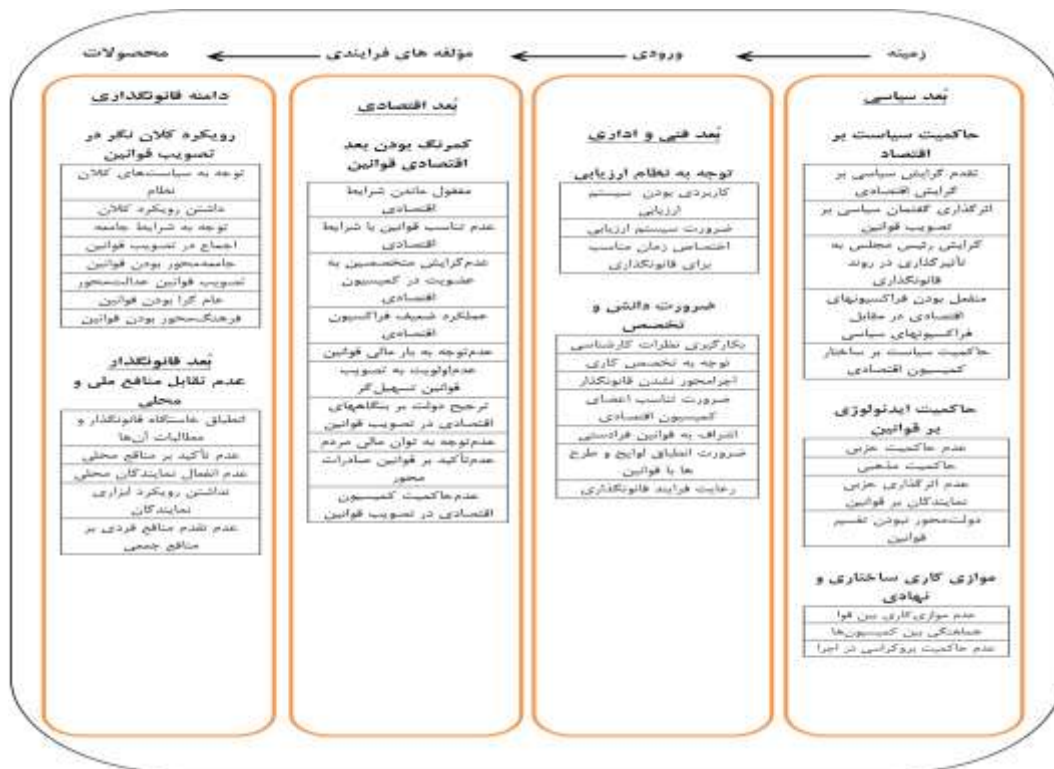 زمینه
ورودی
مؤلفه های فرایندی
محصولات
بُعد سیاسی
حاکمیت سیاست بر
اقتصاد
تقدم گرایش سیاسی بر
گرایش اقتصادی
اثرگذاری گفتمان سیاسی بر
تصویب قوانین
گرایش رئیس مجلس به
تأثیرگذاری در روند
قانونگذاری
منفعل بودن فراکسیونهای
اقتصادی در مقابل
فراکسیونهای سیاسی
حاکمیت سیاست بر ساختار
کمیسیون اقتصادی
حاکمیت ایدئولوژی
بر قوانین
عدم حاکمیت حزبی
حاکمیت مذهبی
عدم اثرگذاری حزبی
نمایندگان بر قوانین
دولت‌محور نبودن تفسیر
قوانین
موازی کاری ساختاری و
نهادی
عدم موازی‌کاری بین قوا
هماهنگی بین کمیسیون‌ها
عدم حاکمیت بروکراسی در اجرا
بُعد فنی و اداری
توجه به نظام ارزیابی
کاربردی بودن سیستم
ارزیابی
ضرورت سیستم ارزیابی
اختصاص زمان مناسب
برای قانونگذاری
ضرورت دانشی و
تخصصی
بکارگیری نظرات کارشناسی
توجه به تخصصی کاری
اجرامحور نشدن قانونگذار
ضرورت تناسب اعضای
کمیسیون اقتصادی
اشراف به قوانین فرادستی
ضرورت انطباق لوایح و طرح
ها با قوانین
رعایت فرایند قانونگذاری
بُعد اقتصادی
کمرنگ بودن بعد
اقتصادی قوانین
مغفول ماندن شرایط
اقتصادی
عدم تناسب قوانین با شرایط
اقتصادی
عدم‌گرایش متخصصین به
عضویت در کمیسیون
اقتصادی
عملکرد ضعیف فراکسیون
اقتصادی
عدم‌توجه به بار مالی قوانین
عدم‌اولویت به تصویب
قوانین تسهیل‌گر
ترجیح دولت بر بنگاههای
اقتصادی در تصویب قوانین
عدم‌توجه به توان مالی مردم
عدم‌تأکید بر قوانین صادرات
محور
عدم‌حاکمیت کمیسیون
اقتصادی در تصویب قوانین
دامنه قانونگذاری
رویکرد کلان نگر در
تصویب قوانین
توجه به سیاست‌های کلان
نظام
داشتن رویکرد کلان
توجه به شرایط جامعه
اجماع در تصویب قوانین
جامعه‌محور بودن قوانین
تصویب قوانین عدالت‌محور
عام گرا بودن قوانین
فرهنگ‌محور بودن قوانین
بُعد قانونگذار
عدم تقابل منافع ملی و
محلی
انطباق خاستگاه قانونگذار و
مطالبات آن‌ها
عدم تأکید بر منافع محلی
عدم انفعال نمایندگان محلی
نداشتن رویکرد ابزاری
نمایندگان
عدم تقدم منافع فردی بر
منافع جمعی